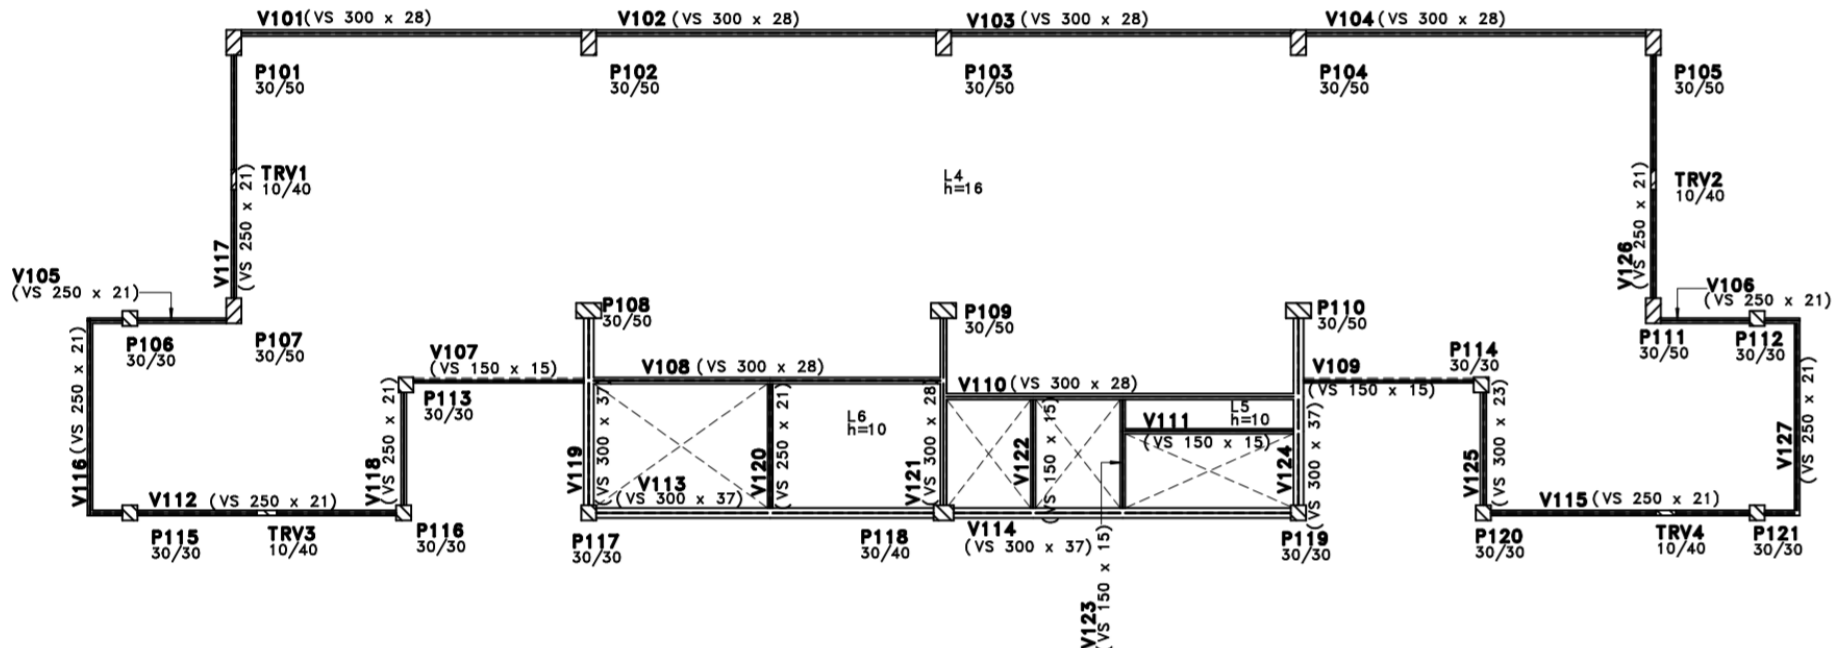 V101(VS 300 x 28)
V102 (VS 300 x 28)
V103 (VS 300 x 28)
V104 (VS 300 x 28)
P101
30/50
P102
30/50
P103
30/50
P104
30/50
P105
30/50
TRV1
10/40
V117
(VS 250 x 21)
L4
h=16
TRV2
10/40
V126
(VS 250 x 21)
V105
(VS 250 x 21)
V106
(VS 250 x 21)
P106
30/30
P107
30/50
P108
30/50
P109
30/50
P110
30/50
P111
30/50
P112
30/30
V107
(VS 150 x 15)
V108 (VS 300 x 28)
V110 (VS 300 x 28)
V109
(VS 150 x 15)
P114
30/30
P113
30/30
V116 (VS 250 x 21)
V118
(VS 250 x 21)
V119
(VS 300 x 37)
V120
(VS 250 x 21)
L6
h=10
V121
(VS 300 x 28)
V122
(VS 150 x 15)
V111
(VS 150 x 15)
L5
h=10
V124
(VS 300 x 37)
V125
(VS 300 x 23)
V127
(VS 250 x 21)
V112 (VS 250 x 21)
V113
(VS 300 x 37)
V114
(VS 300 x 37)
V115 (VS 250 x 21)
P115
30/30
TRV3
10/40
P116
30/30
P117
30/30
P118
30/40
P119
30/30
P120
30/30
TRV4
10/40
P121
30/30
V123
(VS 150 x 15)